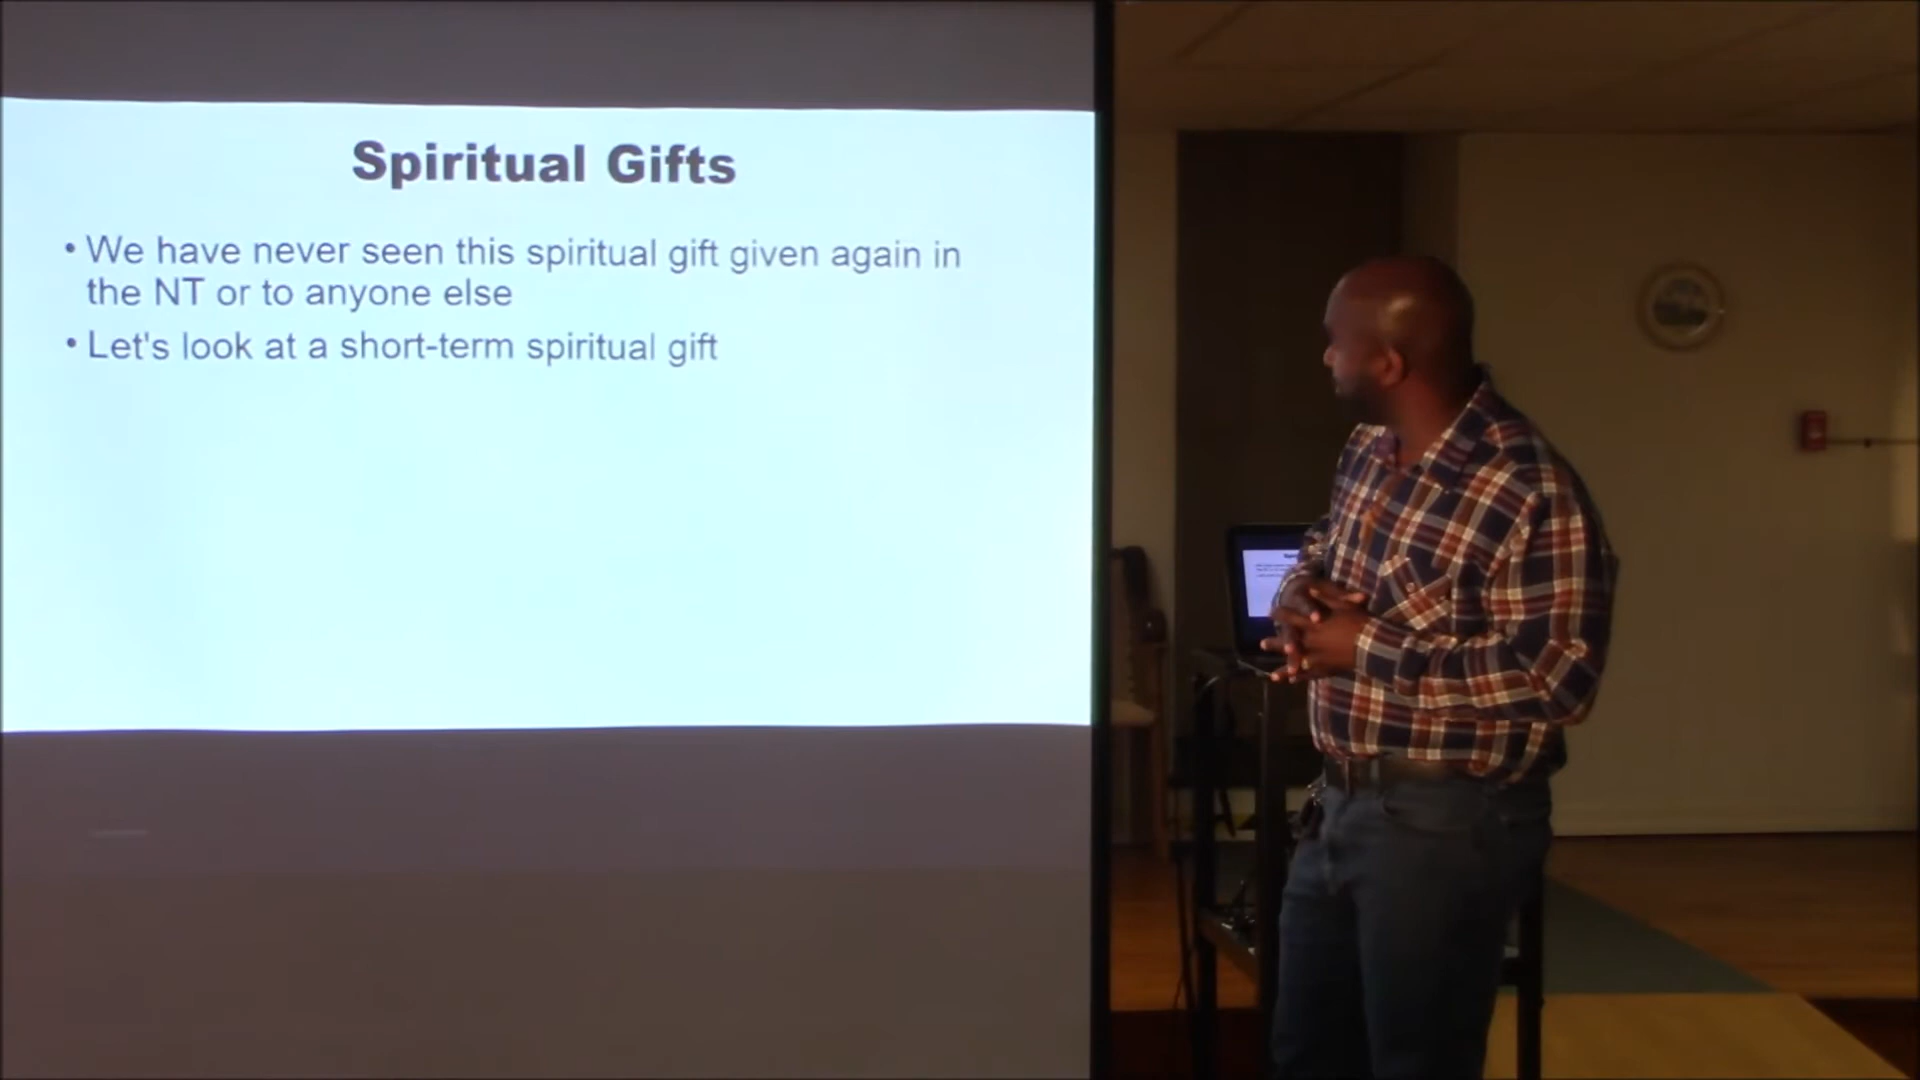 Spiritual Gifts
• We have never seen this spiritual gift given again in
the NT or to anyone else
• Let's look at a short-term spiritual gift